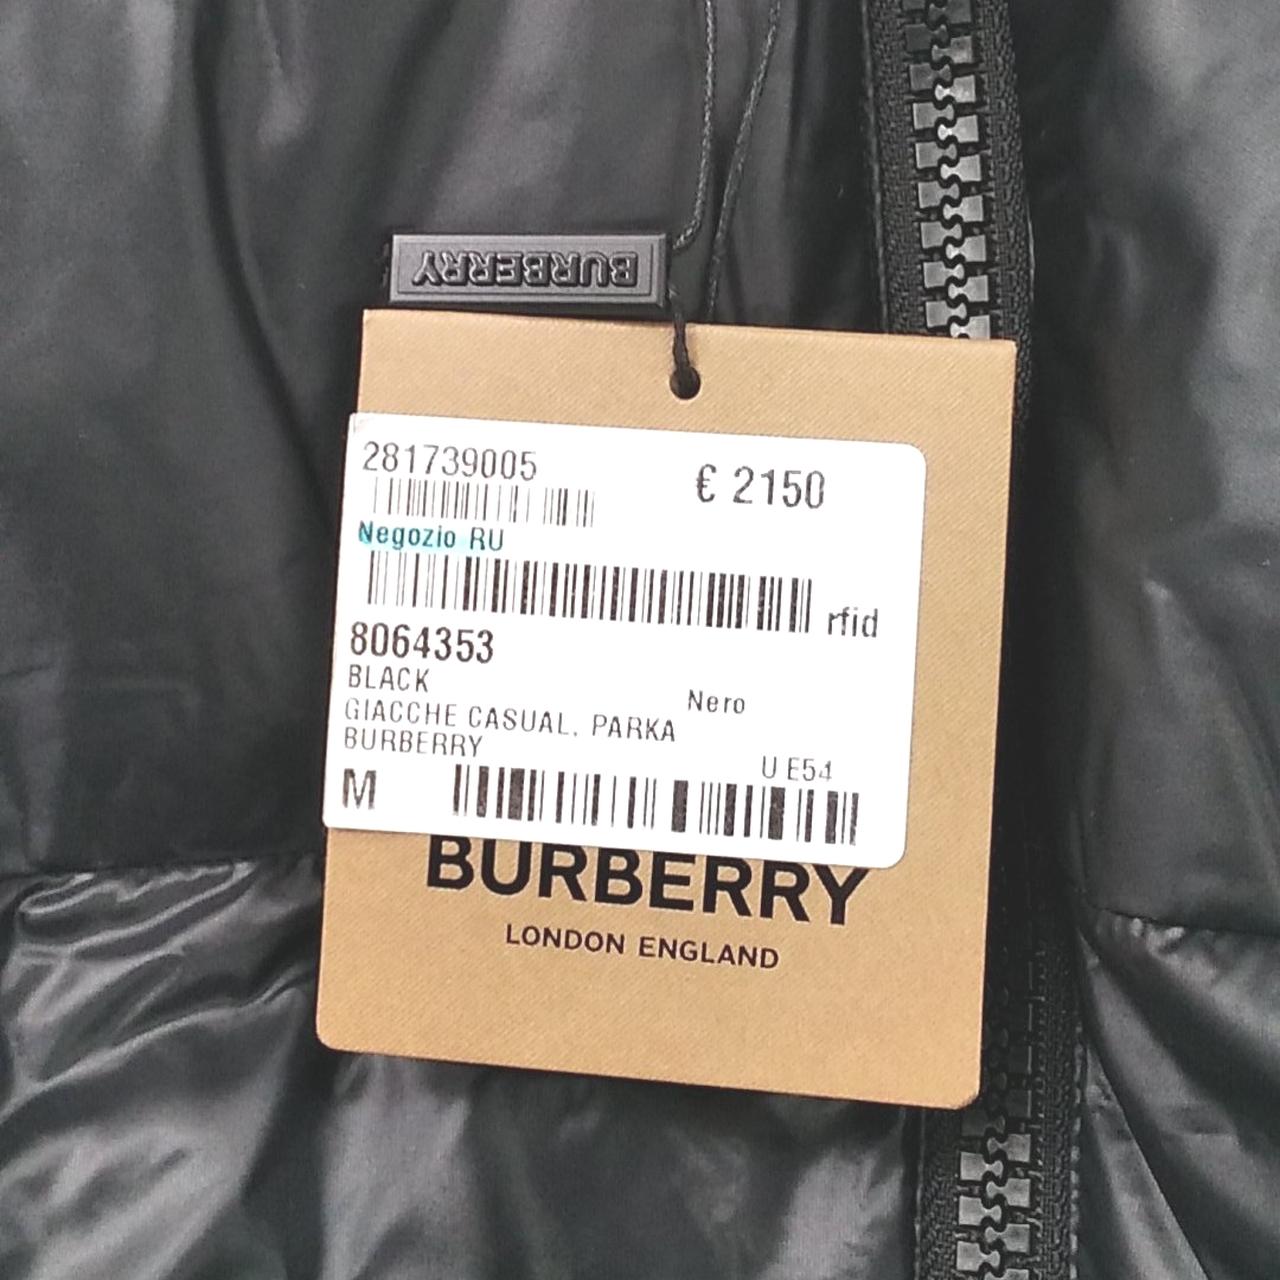 BURBERRY
281739005
€ 2150
Negozio RU
rfid
8064353
BLACK
Nero
GIACCHE CASUAL, PARKA
BURBERRY
U E54
M
BURBERRY
LONDON ENGLAND